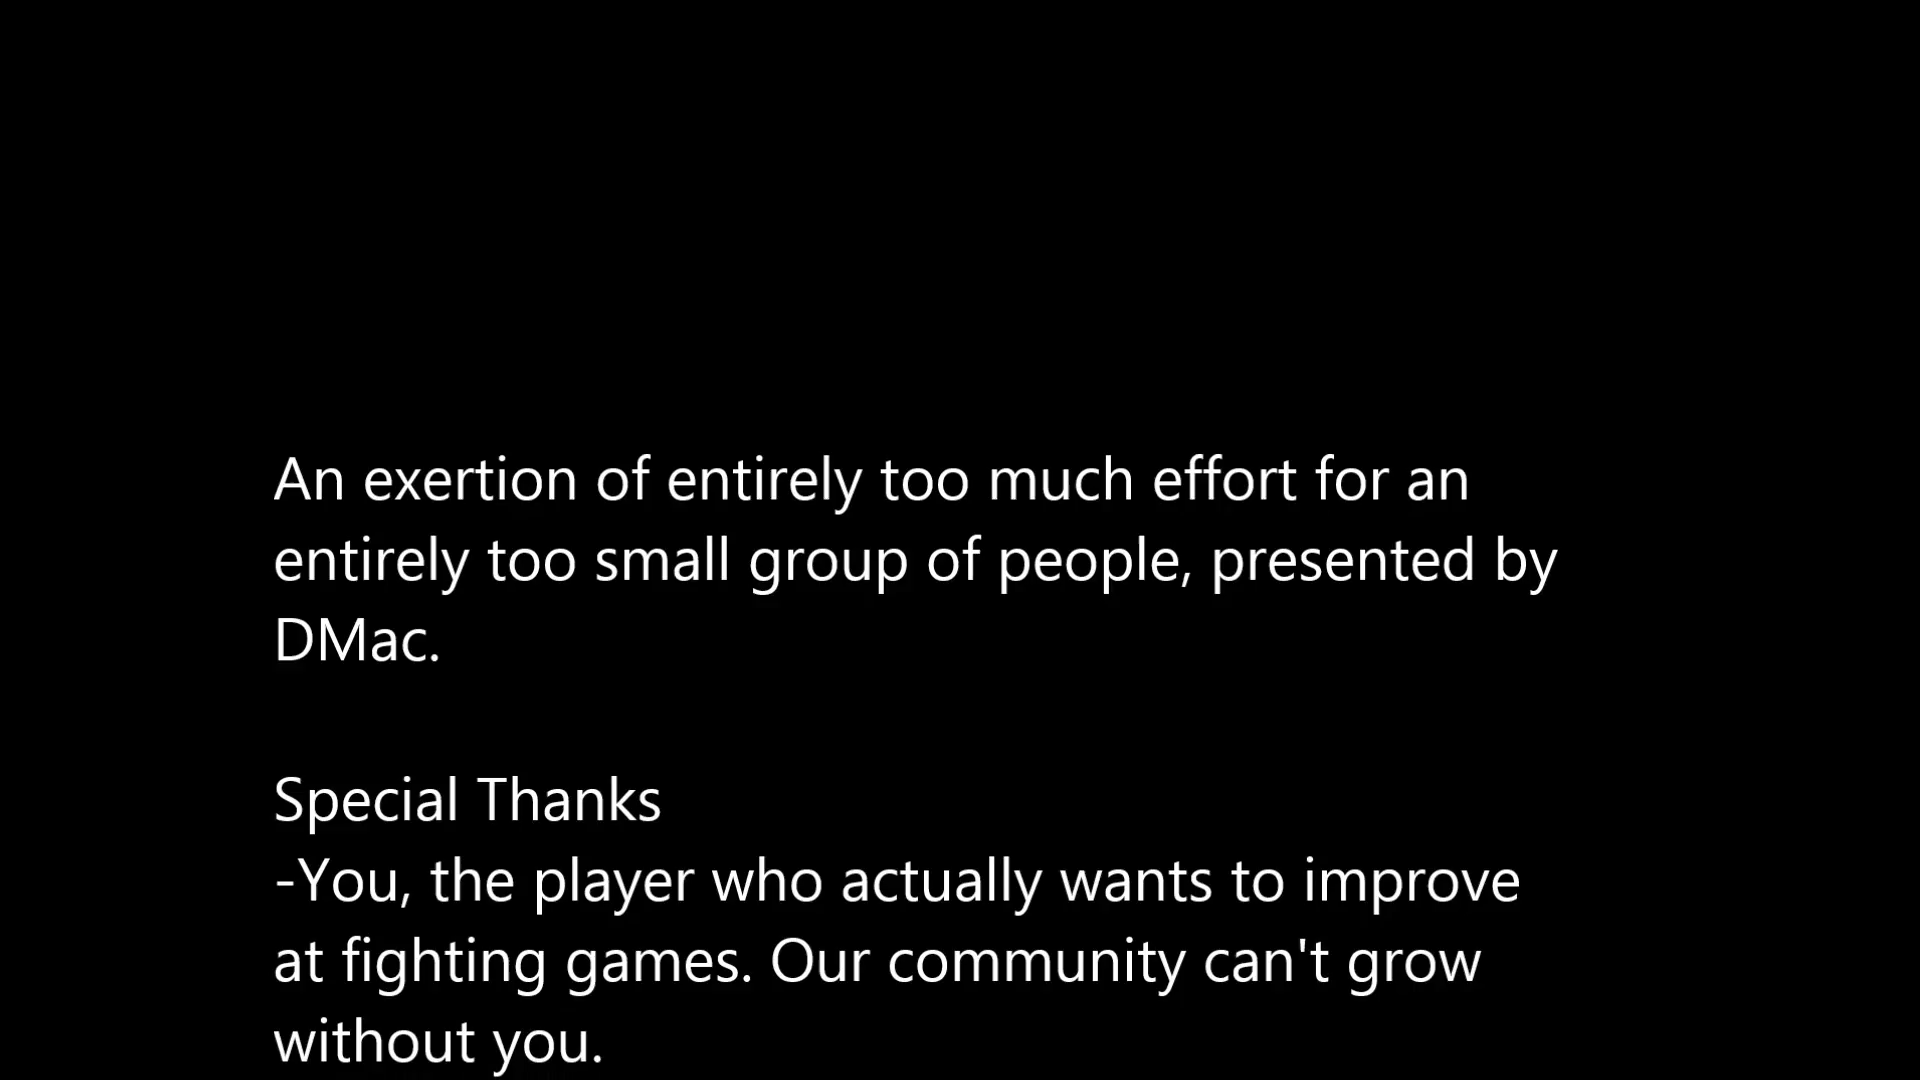 An exertion of entirely too much effort for an
entirely too small group of people, presented by
DMac.
Special Thanks
-You, the player who actually wants to improve
at fighting games. Our community can't grow
without you.